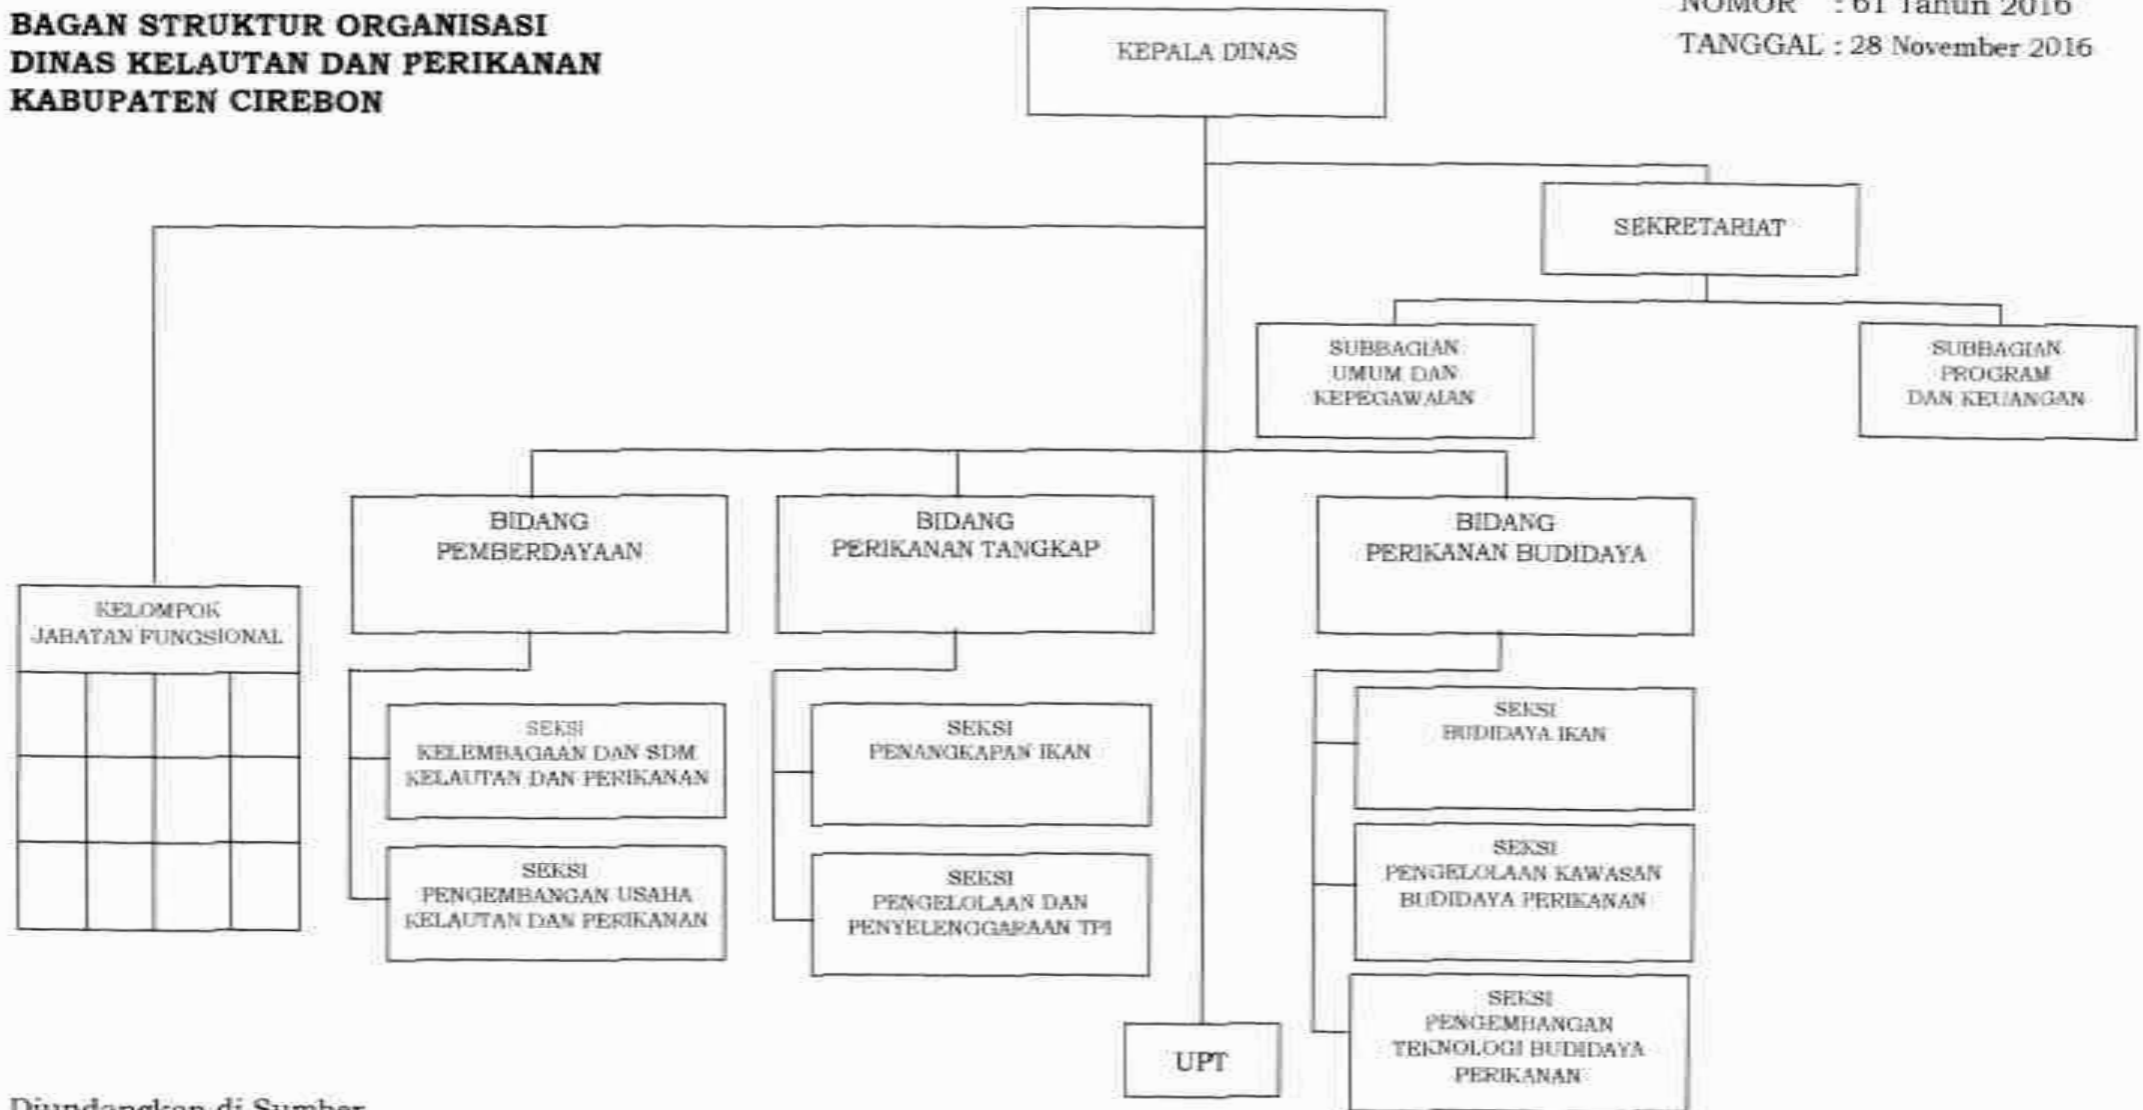 BAGAN STRUKTUR ORGANISASI
DINAS KELAUTAN DAN PERIKANAN
KABUPATEN CIREBON
NOMOR : 61 Tahun 2016
TANGGAL : 28 November 2016
KEPALA DINAS
SEKRETARIAT
SUBBAGIAN
UMUM DAN
KEPEGAWAIAN
SUBBAGIAN
PROGRAM
DAN KEUANGAN
BIDANG
PEMBERDAYAAN
BIDANG
PERIKANAN TANGKAP
BIDANG
PERIKANAN BUDIDAYA
KELOMPOK
JABATAN FUNGSIONAL
SEKSI
KELEMBAGAAN DAN SDM
KELAUTAN DAN PERIKANAN
SEKSI
PENGEMBANGAN USAHA
KELAUTAN DAN PERIKANAN
SEKSI
PENANGKAPAN IKAN
SEKSI
PENGELOLAAN DAN
PENYELENGGARAAN TPI
SEKSI
BUDIDAYA IKAN
SEKSI
PENGELOLAAN KAWASAN
BUDIDAYA PERIKANAN
SEKSI
PENGEMBANGAN
TEKNOLOGI BUDIDAYA
PERIKANAN
UPT
Diundangkan di Sumber